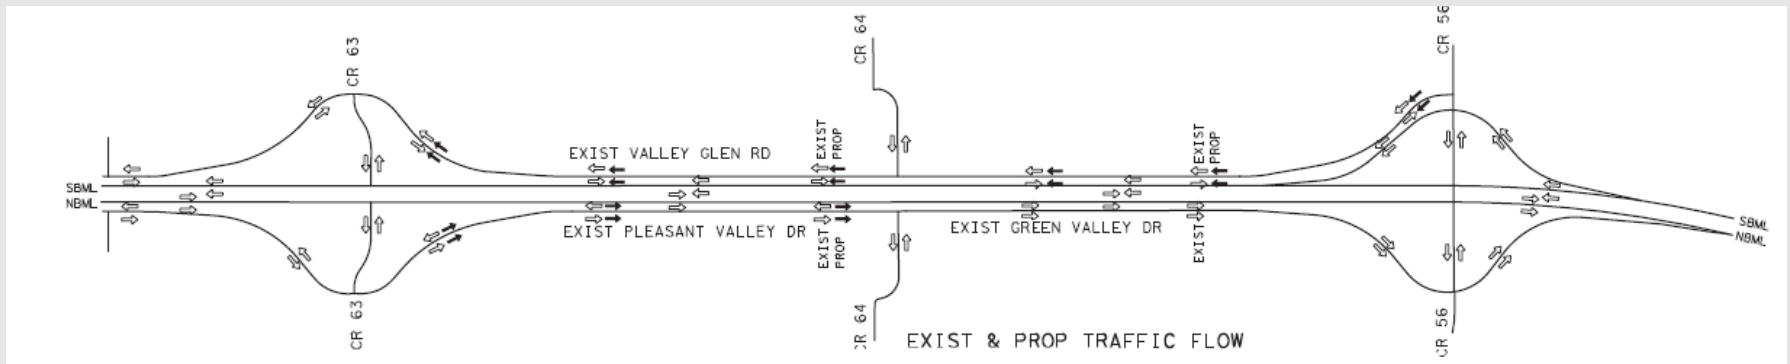 CR 63
CR 64
CR 56
EXIST VALLEY GLEN RD
EXIST
PROP
EXIST
PROP
SBML
NBML
EXIST PLEASANT VALLEY DR
EXIST
PROP
EXIST GREEN VALLEY DR
EXIST
SBML
NBML
CR 63
CR 64
CR 56
EXIST & PROP TRAFFIC FLOW